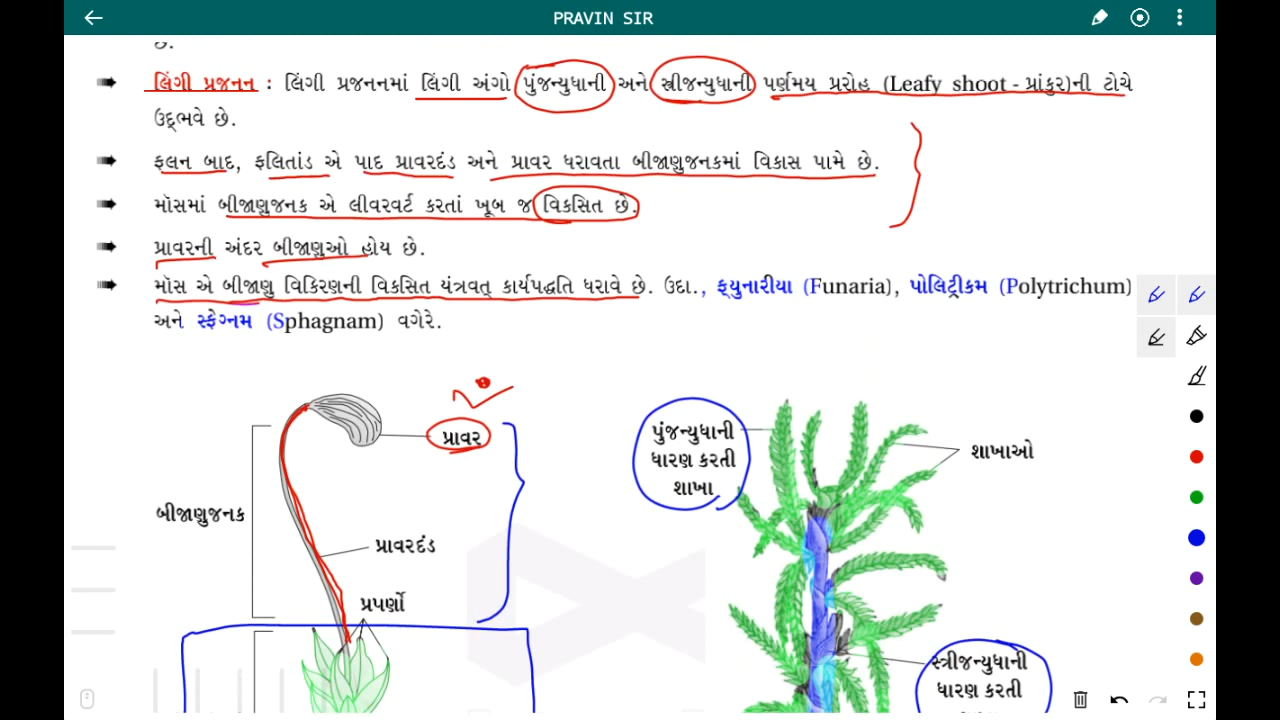 PRAVIN SIR
છે.
લિંગી પ્રજનન : લિંગી પ્રજનનમાં લિંગી અંગો પુંજન્યુધાની અને સ્ત્રીજન્યુધાની પર્ણમય પ્રરોહ (Leafy shoot - પ્રાંકુર)ની ટોચે
ઉદ્ભવે છે.
ફલન બાદ, ફલિતાંડ એ પાદ પ્રાવરદંડ અને પ્રાવર ધરાવતા બીજાણુજનકમાં વિકાસ પામે છે.
મૉસમાં બીજાણુજનક એ લીવરવર્ટ કરતાં ખૂબ જ વિકસિત છે.
પ્રાવરની અંદર બીજાણુઓ હોય છે.
મૉસ એ બીજાણુ વિકિરણની વિકસિત યંત્રવત્ કાર્યપદ્ધતિ ધરાવે છે. ઉદા., ફ્યુનારીયા (Funaria), પોલિટ્રીકમ (Polytrichum)
અને સ્ફેગ્નમ (Sphagnam) વગેરે.
પ્રાવર
બીજાણુજનક
પ્રાવરદંડ
પ્રપર્ણો
પુંજન્યુધાની
ધારણ કરતી
શાખા
શાખાઓ
સ્ત્રીજન્યુધાની
ધારણ કરતી